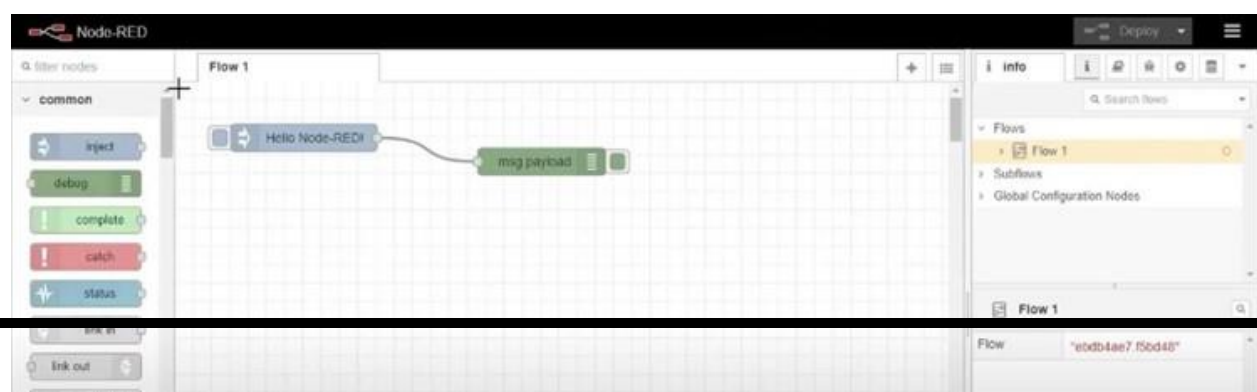 Node-RED
Deploy
filter nodes
Flow 1
info
common
Search flows
inject
Hello Node-RED!
Flows
debug
msg.payload
Flow 1
Subflows
complete
Global Configuration Nodes
catch
status
Flow 1
link in
Flow
"ebdb4ae7.f5bd48"
link out